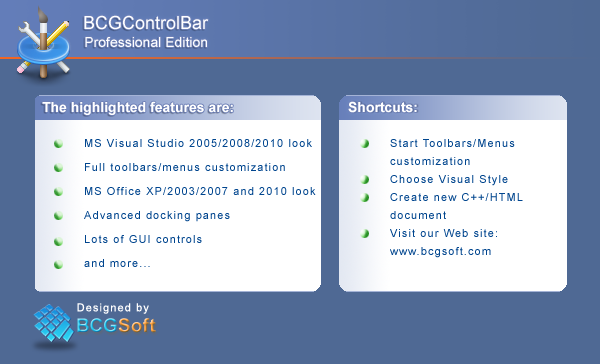 BCGControlBar
Professional Edition
The highlighted features are:
MS Visual Studio 2005/2008/2010 look
Full toolbars/menus customization
MS Office XP/2003/2007 and 2010 look
Advanced docking panes
Lots of GUI controls
and more...
Shortcuts:
Start Toolbars/Menus
customization
Choose Visual Style
Create new C++/HTML
document
Visit our Web site:
www.bcgsoft.com
Designed by
BCGSoft